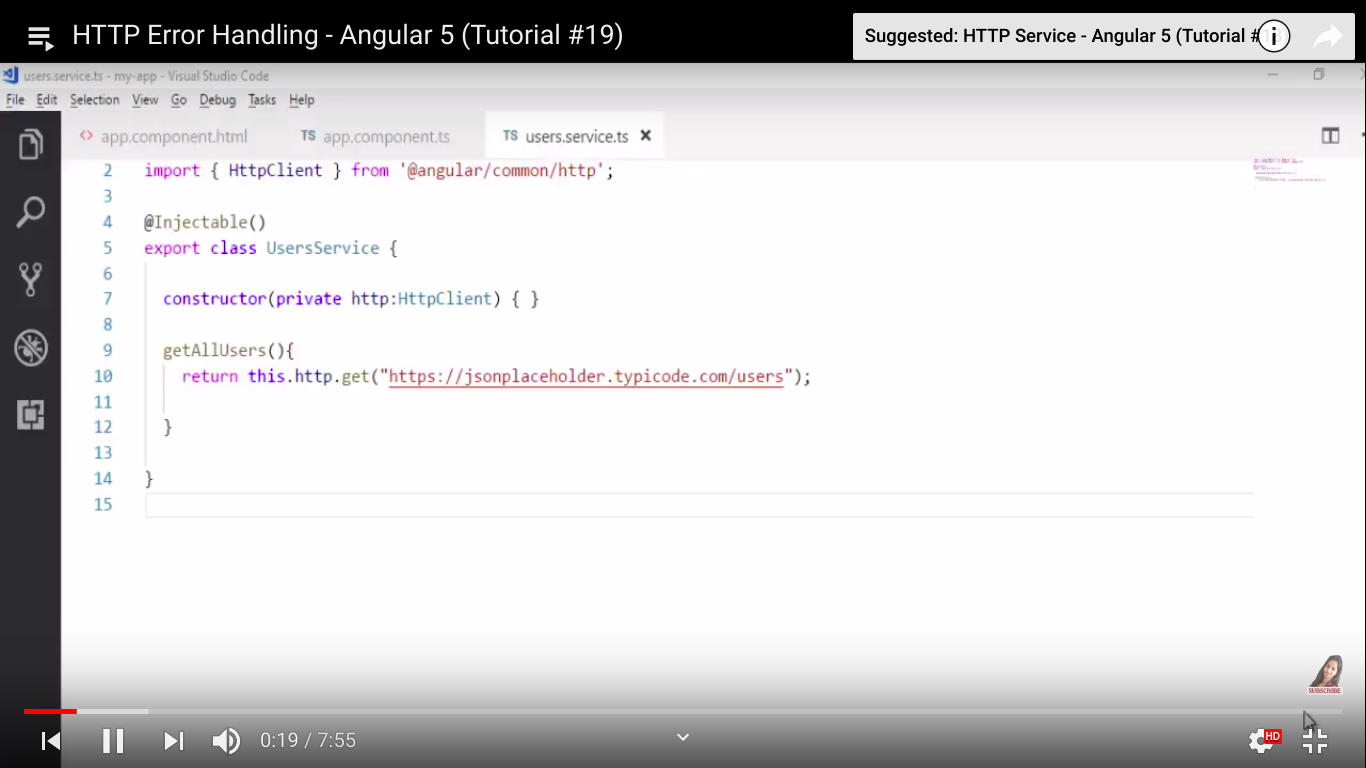 HTTP Error Handling - Angular 5 (Tutorial #19)
Suggested: HTTP Service - Angular 5 (Tutorial #
users.service.ts - my-app - Visual Studio Code
File Edit Selection View Go Debug Tasks Help
<> app.component.html TS app.component.ts TS users.service.ts
2 import { HttpClient } from '@angular/common/http';
3
4 @Injectable()
5 export class UsersService {
6
7 constructor(private http:HttpClient) { }
8
9 getAllUsers(){
10 return this.http.get("https://jsonplaceholder.typicode.com/users");
11
12 }
13
14 }
15
SUBSCRIBE
0:19 / 7:55
HD